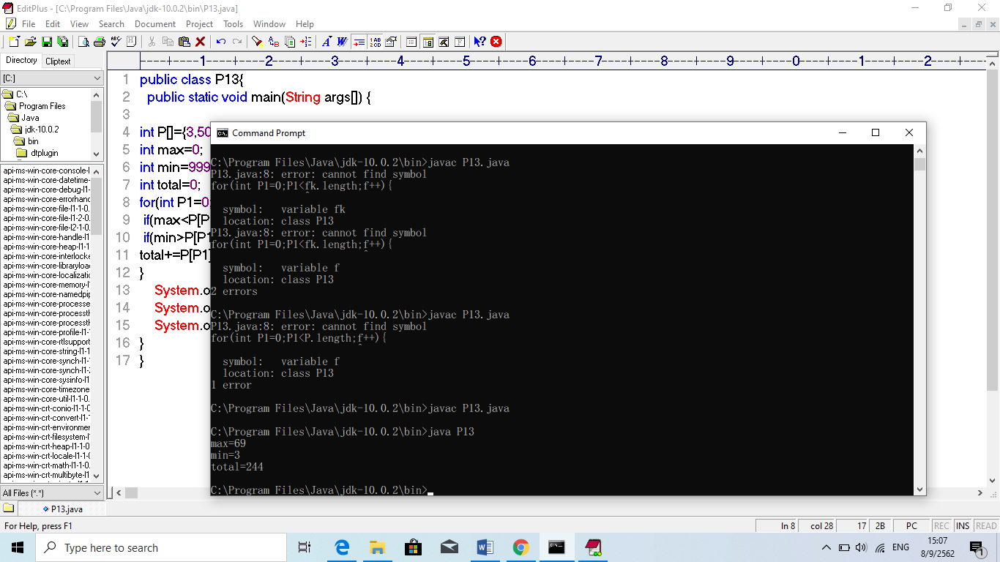 EditPlus - [C:\Program Files\Java\jdk-10.0.2\bin\P13.java]
File Edit View Search Document Project Tools Window Help
Directory Cliptext
[C:]
C:\
Program Files
Java
jdk-10.0.2
bin
dtplugin
api-ms-win-core-console-l
api-ms-win-core-datetime-
api-ms-win-core-debug-l1-
api-ms-win-core-errorhand
api-ms-win-core-file-l1-1-0.
api-ms-win-core-file-l1-2-0.
api-ms-win-core-file-l2-1-0.
api-ms-win-core-handle-l1
api-ms-win-core-heap-l1-1
api-ms-win-core-interlocke
api-ms-win-core-libraryloa
api-ms-win-core-localizatic
api-ms-win-core-memory-l
api-ms-win-core-namedpip
api-ms-win-core-processe
api-ms-win-core-processth
api-ms-win-core-processth
api-ms-win-core-profile-l1-
api-ms-win-core-rtlsupport
api-ms-win-core-string-l1-1
api-ms-win-core-synch-l1-
api-ms-win-core-synch-l1-
api-ms-win-core-sysinfo-l1
api-ms-win-core-timezone
api-ms-win-core-util-l1-1-0.
api-ms-win-crt-conio-l1-1-0
api-ms-win-crt-convert-l1-
api-ms-win-crt-environmer
api-ms-win-crt-filesystem-l
api-ms-win-crt-heap-l1-1-0
api-ms-win-crt-locale-l1-1-
api-ms-win-crt-math-l1-1-0
api-ms-win-crt-multibyte-l1
All Files (*.*)
P13.java
----+----1----+----2----+----3----+----4----+----5----+----6----+----7----+----8----+----9----+----0----+----1----+----2----+---
1 public class P13{
2 public static void main(String args[]) {
3
4 int P[]={3,50
5 int max=0;
6 int min=999
7 int total=0;
8 for(int P1=0;
9 if(max<P[P
10 if(min>P[P1
11 total+=P[P1]
12 }
13 System.o
14 System.o
15 System.o
16 }
17 }
Command Prompt
C:\Program Files\Java\jdk-10.0.2\bin>javac P13.java
P13.java:8: error: cannot find symbol
for(int P1=0;P1<fk.length;f++){
^
symbol: variable fk
location: class P13
P13.java:8: error: cannot find symbol
for(int P1=0;P1<fk.length;f++){
^
symbol: variable f
location: class P13
2 errors
C:\Program Files\Java\jdk-10.0.2\bin>javac P13.java
P13.java:8: error: cannot find symbol
for(int P1=0;P1<P.length;f++){
^
symbol: variable f
location: class P13
1 error
C:\Program Files\Java\jdk-10.0.2\bin>javac P13.java
C:\Program Files\Java\jdk-10.0.2\bin>java P13
max=69
min=3
total=244
C:\Program Files\Java\jdk-10.0.2\bin>
For Help, press F1
ln 8 col 28 17 2B PC REC INS READ
Type here to search
ENG
15:07
8/9/2562
1